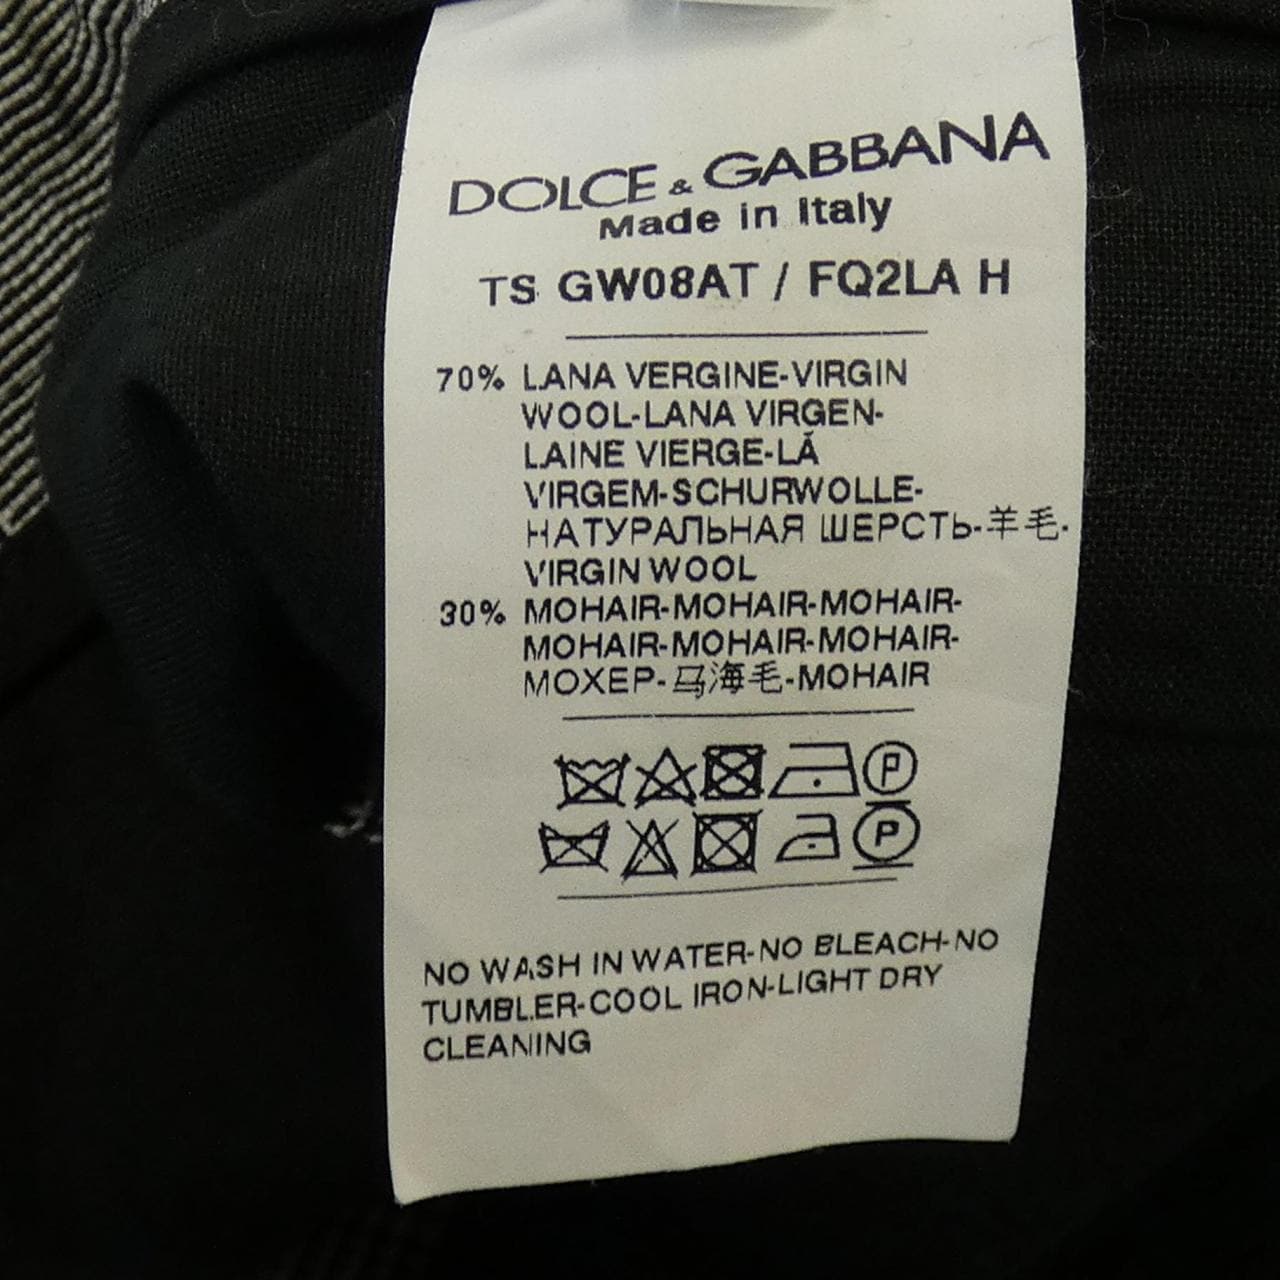 DOLCE & GABBANA
Made in Italy
TS GW08AT / FQ2LA H
70% LANA VERGINE-VIRGIN
WOOL-LANA VIRGEN-
LAINE VIERGE-LÃ
VIRGEM-SCHURWOLLE-
НАТУРАЛЬНАЯ ШЕРСТЬ-羊毛-
VIRGIN WOOL
30% MOHAIR-MOHAIR-MOHAIR-
MOHAIR-MOHAIR-MOHAIR-
МОХЕР-马海毛-MOHAIR
P
P
NO WASH IN WATER-NO BLEACH-NO
TUMBLER-COOL IRON-LIGHT DRY
CLEANING